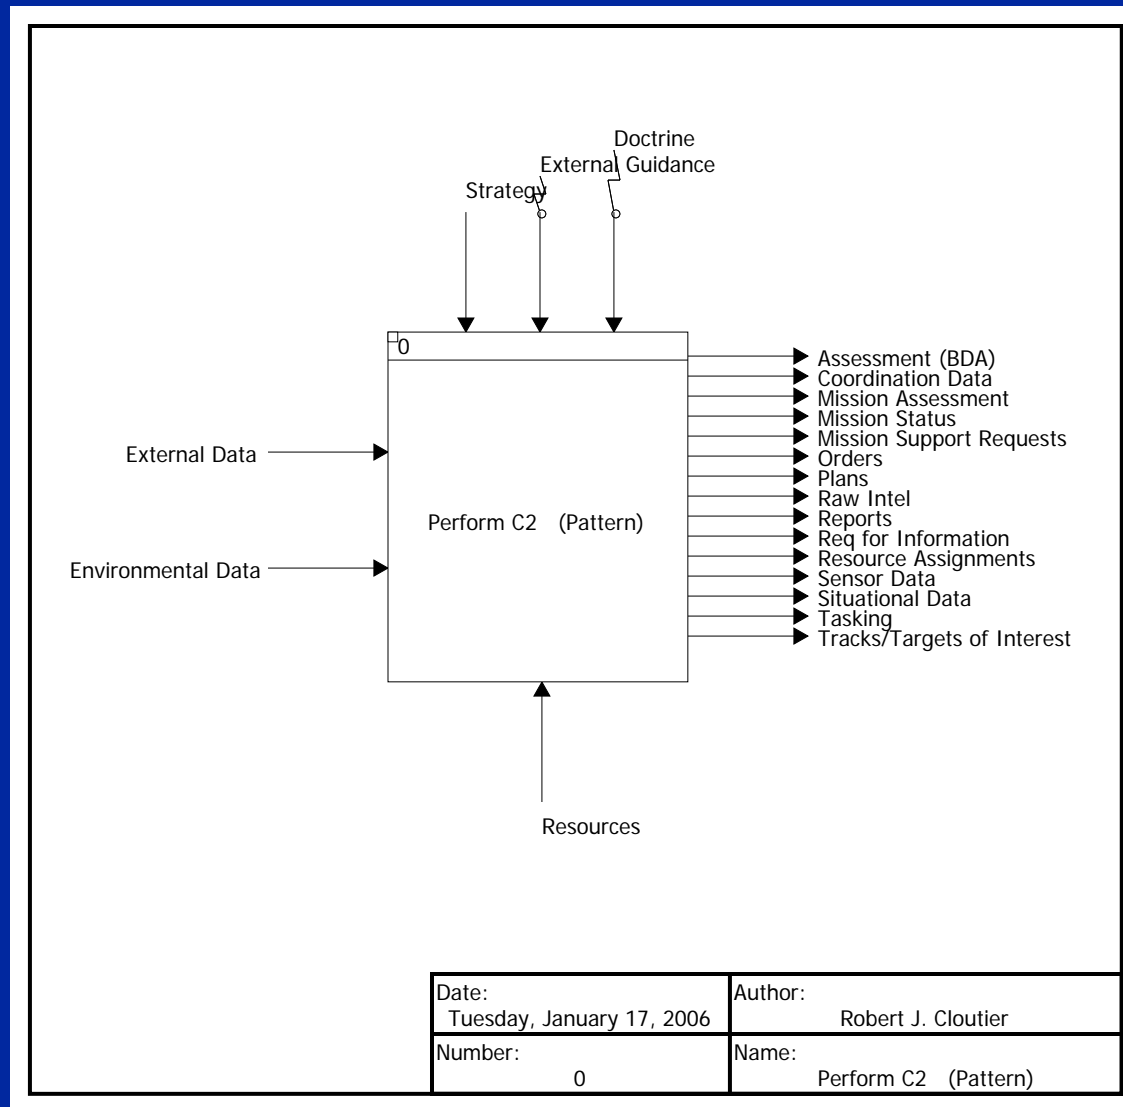 Doctrine
External Guidance
Strategy
0
Assessment (BDA)
Coordination Data
Mission Assessment
Mission Status
External Data
Mission Support Requests
Orders
Plans
Raw Intel
Perform C2 (Pattern)
Reports
Req for Information
Resource Assignments
Environmental Data
Sensor Data
Situational Data
Tasking
Tracks/Targets of Interest
Resources
Date:
Tuesday, January 17, 2006
Author:
Robert J. Cloutier
Number:
0
Name:
Perform C2 (Pattern)